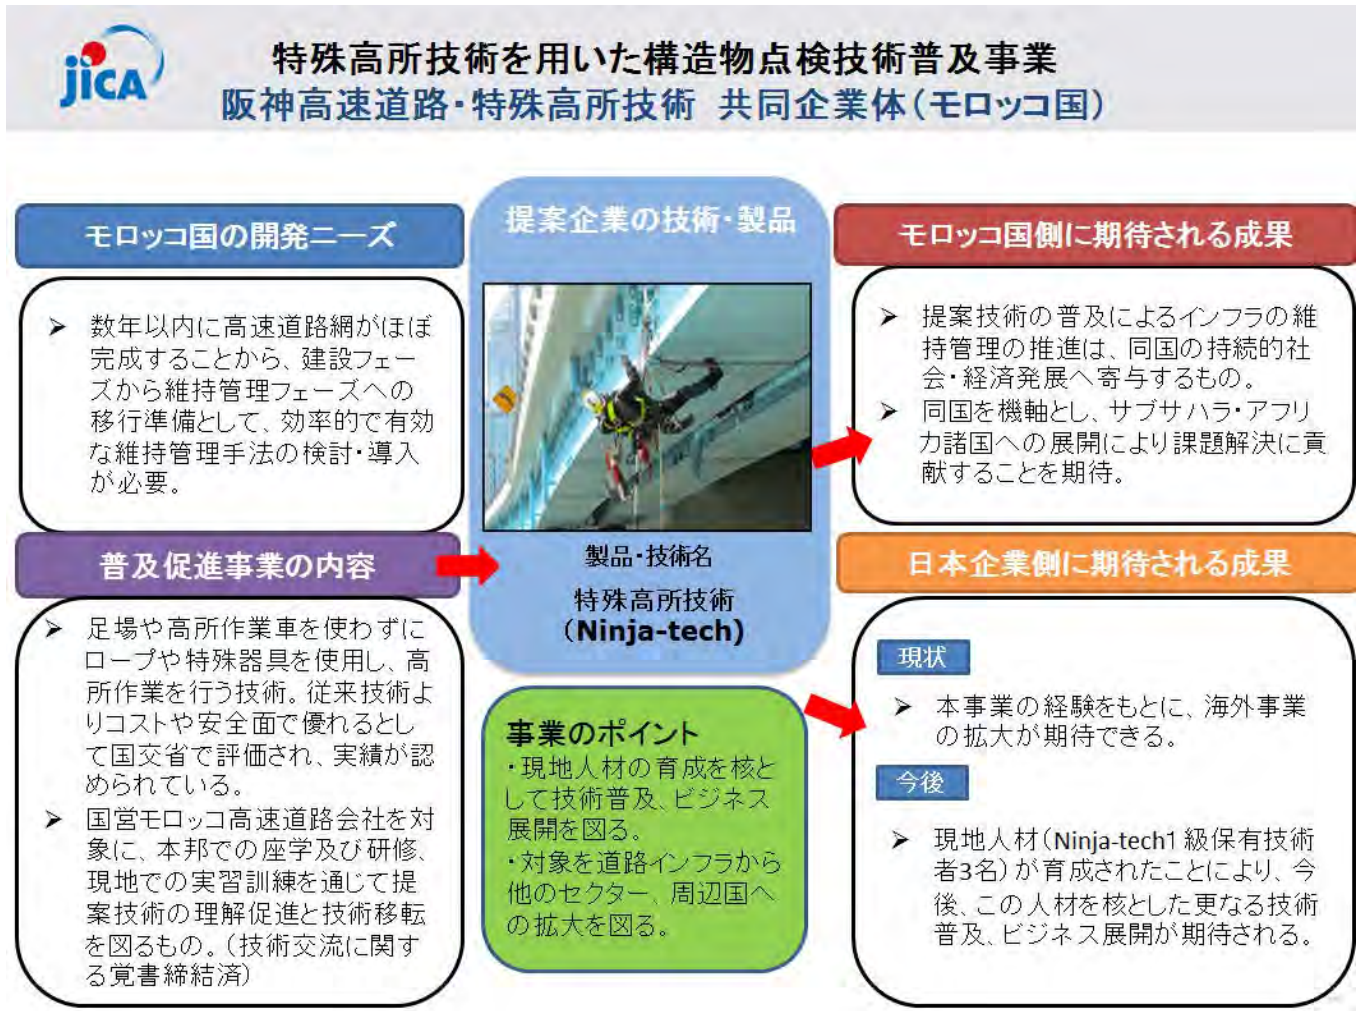 jICA
特殊高所技術を用いた構造物点検技術普及事業
阪神高速道路・特殊高所技術 共同企業体（モロッコ国）
モロッコ国の開発ニーズ
➢ 数年以内に高速道路網がほぼ
完成することから、建設フェー
ズから維持管理フェーズへの
移行準備として、効率的で有効
な維持管理手法の検討・導入
が必要。
普及促進事業の内容
➢ 足場や高所作業車を使わずに
ロープや特殊器具を使用し、高
所作業を行う技術。従来技術よ
りコストや安全面で優れるとし
て国交省で評価され、実績が認
められている。
➢ 国営モロッコ高速道路会社を対
象に、本邦での座学及び研修、
現地での実習訓練を通じて提
案技術の理解促進と技術移転
を図るもの。（技術交流に関す
る覚書締結済）
提案企業の技術・製品
製品・技術名
特殊高所技術
（Ninja-tech)
事業のポイント
・現地人材の育成を核と
して技術普及、ビジネス
展開を図る。
・対象を道路インフラから
他のセクター、周辺国へ
の拡大を図る。
モロッコ国側に期待される成果
➢ 提案技術の普及によるインフラの維
持管理の推進は、同国の持続的社
会・経済発展へ寄与するもの。
➢ 同国を機軸とし、サブサハラ・アフリ
カ諸国への展開により課題解決に貢
献することを期待。
日本企業側に期待される成果
現状
➢ 本事業の経験をもとに、海外事業
の拡大が期待できる。
今後
➢ 現地人材（Ninja-tech1級保有技術
者3名）が育成されたことにより、今
後、この人材を核とした更なる技術
普及、ビジネス展開が期待される。